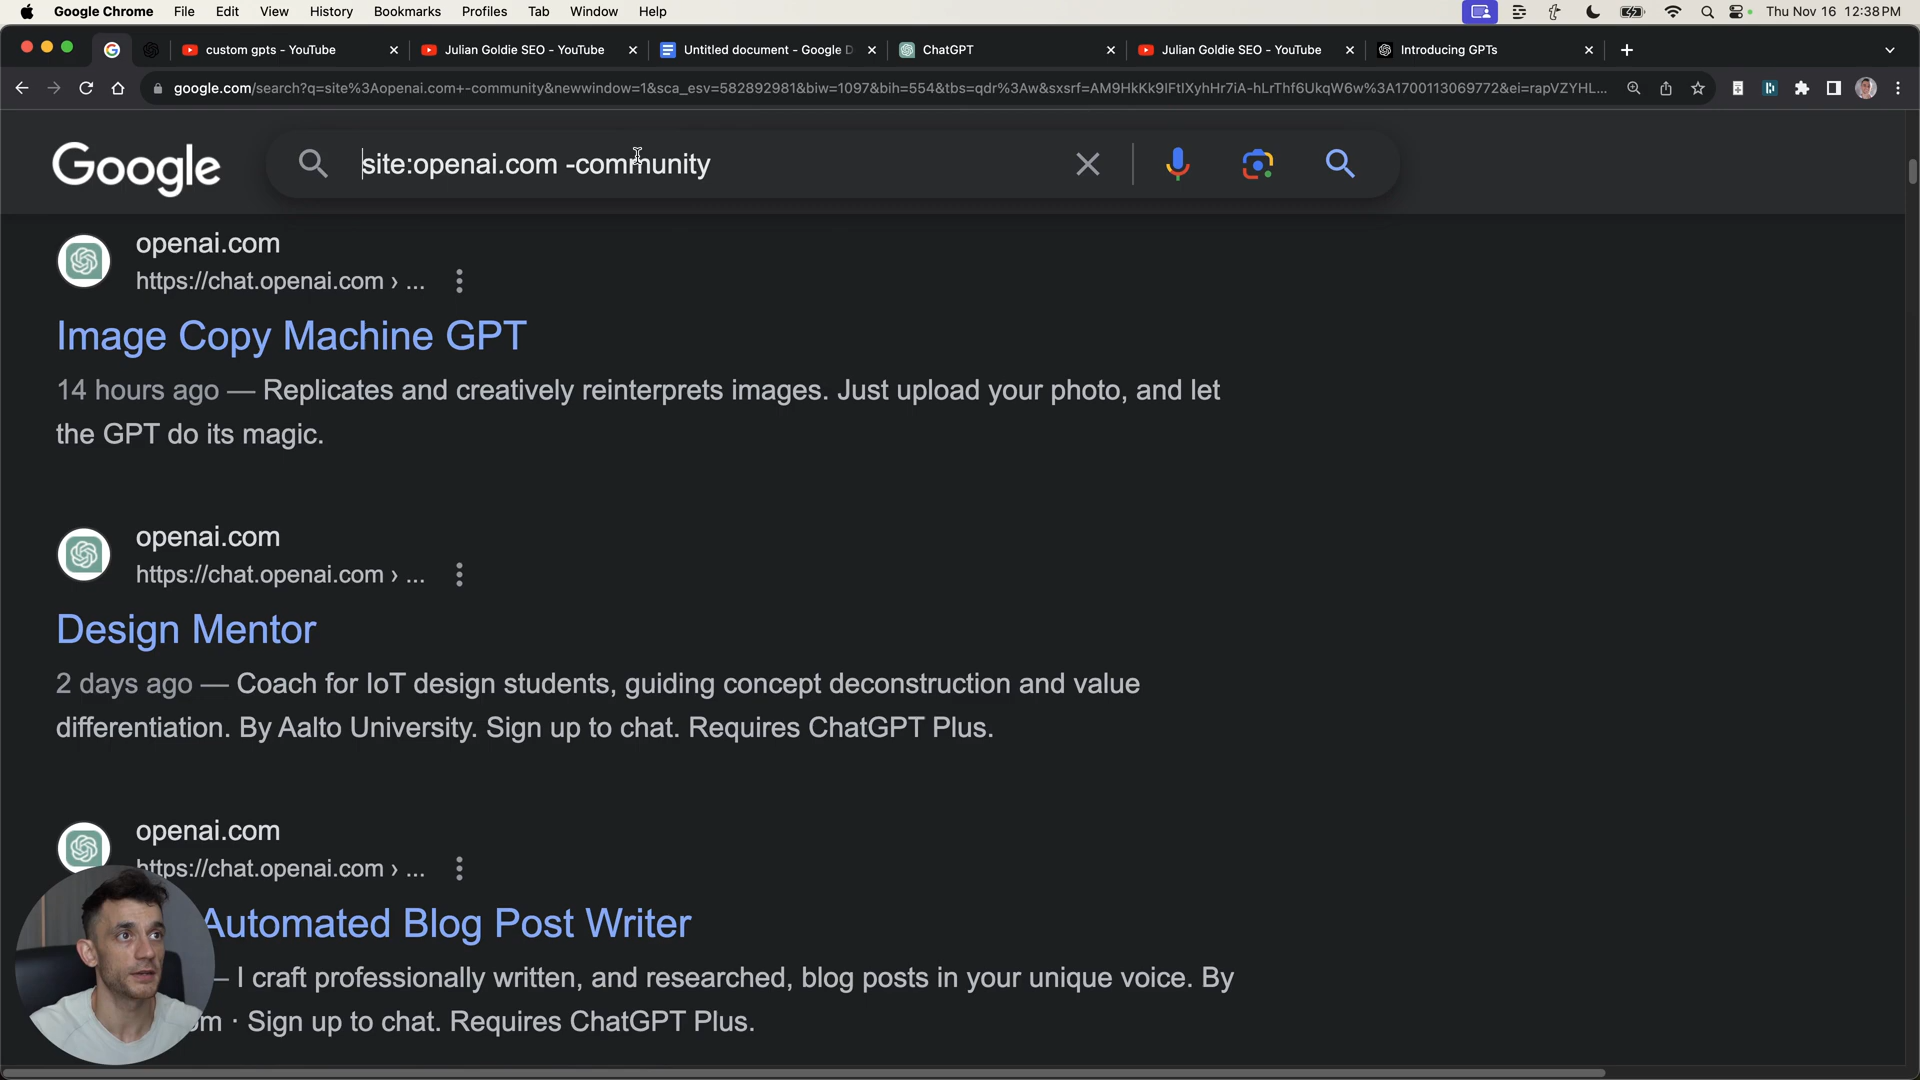 Google Chrome File Edit View History Bookmarks Profiles Tab Window Help Thu Nov 16 12:38 PM
custom gpts - YouTube Julian Goldie SEO - YouTube Untitled document - Google D ChatGPT Julian Goldie SEO - YouTube Introducing GPTs
google.com/search?q=site%3Aopenai.com+-community&newwindow=1&sca_esv=582892981&biw=1097&bih=554&tbs=qdr%3Aw&sxsrf=AM9HkKk9IFtIXyhHr7iA-hLrThf6UkqW6w%3A1700113069772&ei=rapVZYHL...
Google site:openai.com -community
openai.com
https://chat.openai.com › ...
Image Copy Machine GPT
14 hours ago — Replicates and creatively reinterprets images. Just upload your photo, and let
the GPT do its magic.
openai.com
https://chat.openai.com › ...
Design Mentor
2 days ago — Coach for IoT design students, guiding concept deconstruction and value
differentiation. By Aalto University. Sign up to chat. Requires ChatGPT Plus.
openai.com
https://chat.openai.com › ...
Automated Blog Post Writer
— I craft professionally written, and researched, blog posts in your unique voice. By
m · Sign up to chat. Requires ChatGPT Plus.